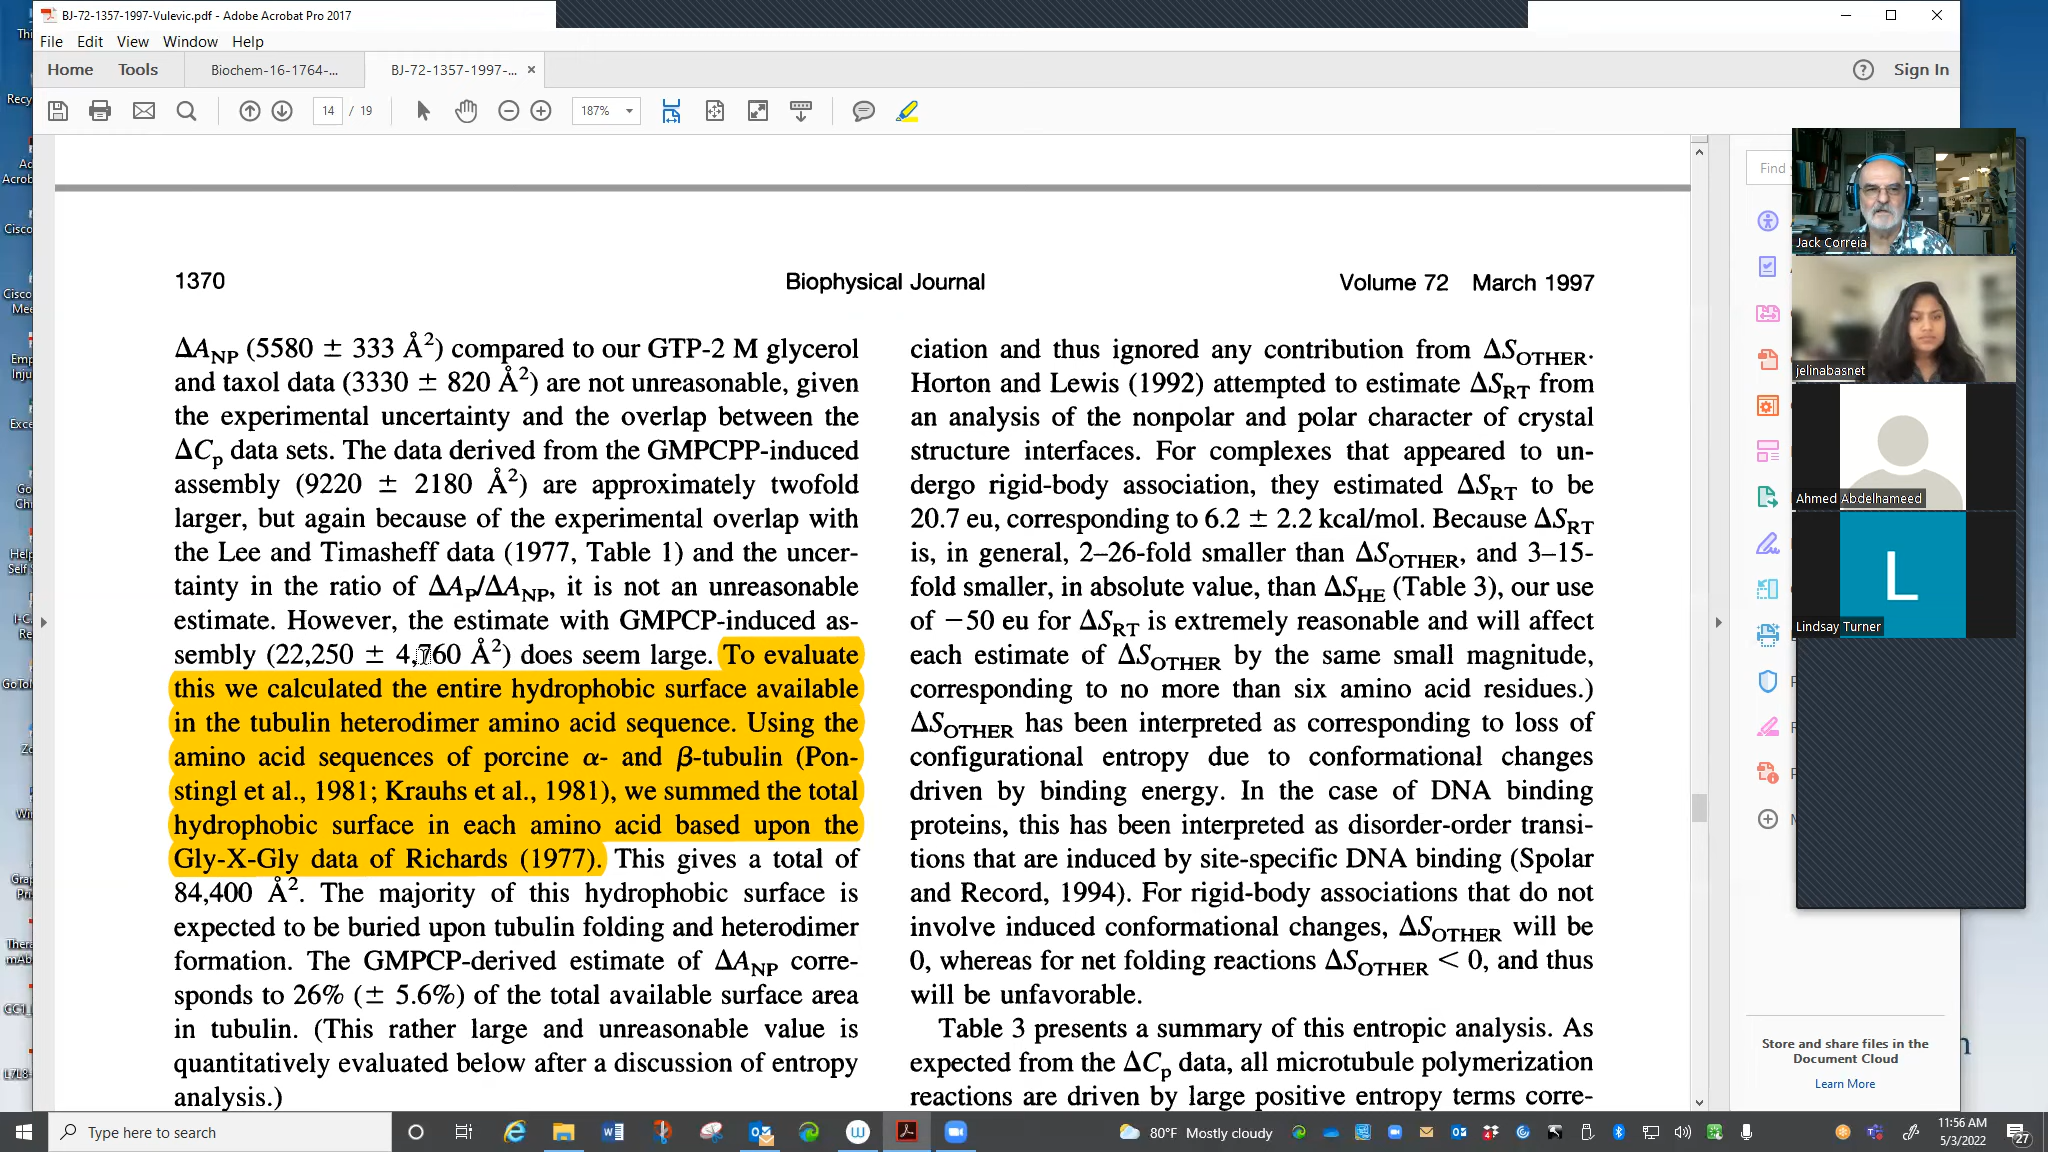 BJ-72-1357-1997-Vulevic.pdf - Adobe Acrobat Pro 2017
File Edit View Window Help
Home Tools Biochem-16-1764-... BJ-72-1357-1997-... × Sign In
14 / 19 187%
1370 Biophysical Journal Volume 72 March 1997
ΔA_NP (5580 ± 333 Å²) compared to our GTP-2 M glycerol
and taxol data (3330 ± 820 Å²) are not unreasonable, given
the experimental uncertainty and the overlap between the
ΔC_p data sets. The data derived from the GMPCPP-induced
assembly (9220 ± 2180 Å²) are approximately twofold
larger, but again because of the experimental overlap with
the Lee and Timasheff data (1977, Table 1) and the uncer-
tainty in the ratio of ΔA_P/ΔA_NP, it is not an unreasonable
estimate. However, the estimate with GMPCP-induced as-
sembly (22,250 ± 4,760 Å²) does seem large. To evaluate
this we calculated the entire hydrophobic surface available
in the tubulin heterodimer amino acid sequence. Using the
amino acid sequences of porcine α- and β-tubulin (Pon-
stingl et al., 1981; Krauhs et al., 1981), we summed the total
hydrophobic surface in each amino acid based upon the
Gly-X-Gly data of Richards (1977). This gives a total of
84,400 Å². The majority of this hydrophobic surface is
expected to be buried upon tubulin folding and heterodimer
formation. The GMPCP-derived estimate of ΔA_NP corre-
sponds to 26% (± 5.6%) of the total available surface area
in tubulin. (This rather large and unreasonable value is
quantitatively evaluated below after a discussion of entropy
analysis.)
ciation and thus ignored any contribution from ΔS_OTHER.
Horton and Lewis (1992) attempted to estimate ΔS_RT from
an analysis of the nonpolar and polar character of crystal
structure interfaces. For complexes that appeared to un-
dergo rigid-body association, they estimated ΔS_RT to be
20.7 eu, corresponding to 6.2 ± 2.2 kcal/mol. Because ΔS_RT
is, in general, 2–26-fold smaller than ΔS_OTHER, and 3–15-
fold smaller, in absolute value, than ΔS_HE (Table 3), our use
of −50 eu for ΔS_RT is extremely reasonable and will affect
each estimate of ΔS_OTHER by the same small magnitude,
corresponding to no more than six amino acid residues.)
ΔS_OTHER has been interpreted as corresponding to loss of
configurational entropy due to conformational changes
driven by binding energy. In the case of DNA binding
proteins, this has been interpreted as disorder-order transi-
tions that are induced by site-specific DNA binding (Spolar
and Record, 1994). For rigid-body associations that do not
involve induced conformational changes, ΔS_OTHER will be
0, whereas for net folding reactions ΔS_OTHER < 0, and thus
will be unfavorable.
Table 3 presents a summary of this entropic analysis. As
expected from the ΔC_p data, all microtubule polymerization
reactions are driven by large positive entropy terms corre-
Find
Store and share files in the
Document Cloud
Learn More
Jack Correia
jelinabasnet
Ahmed Abdelhameed
L
Lindsay Turner
Type here to search
80°F Mostly cloudy
11:56 AM
5/3/2022
27